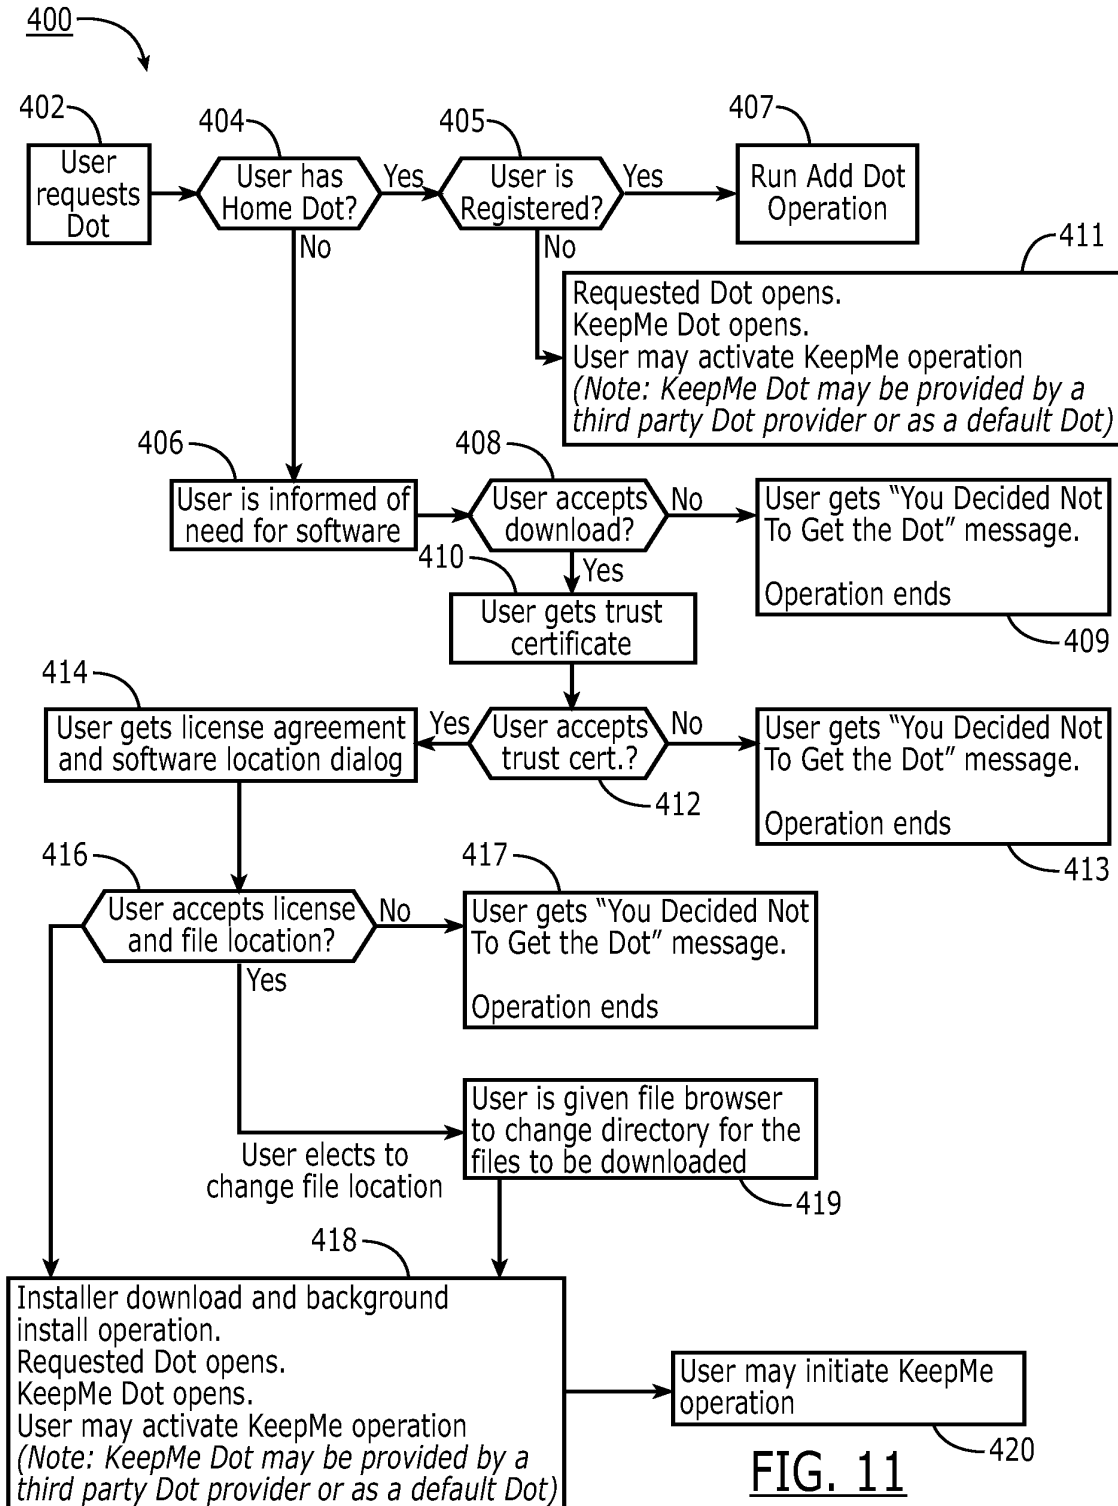 400
402
User
requests
Dot
404
User has
Home Dot?
Yes
405
User is
Registered?
Yes
407
Run Add Dot
Operation
No
No
411
Requested Dot opens.
KeepMe Dot opens.
User may activate KeepMe operation
(Note: KeepMe Dot may be provided by a
third party Dot provider or as a default Dot)
406
User is informed of
need for software
408
User accepts
download?
No
User gets “You Decided Not
To Get the Dot” message.
Operation ends
409
Yes
410
User gets trust
certificate
414
User gets license agreement
and software location dialog
Yes
User accepts
trust cert.?
412
No
User gets “You Decided Not
To Get the Dot” message.
Operation ends
413
416
User accepts license
and file location?
No
417
User gets “You Decided Not
To Get the Dot” message.
Operation ends
Yes
User elects to
change file location
User is given file browser
to change directory for the
files to be downloaded
419
418
Installer download and background
install operation.
Requested Dot opens.
KeepMe Dot opens.
User may activate KeepMe operation
(Note: KeepMe Dot may be provided by a
third party Dot provider or as a default Dot)
User may initiate KeepMe
operation
420
FIG. 11